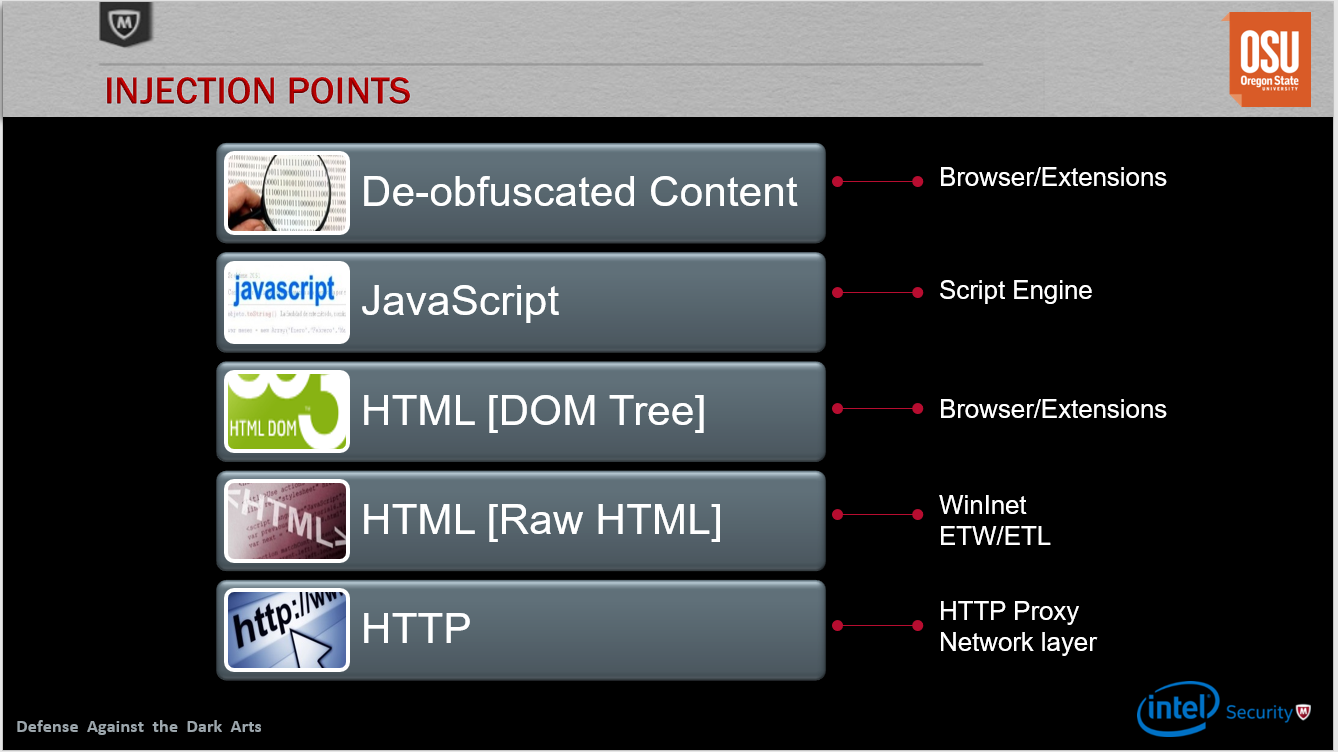 INJECTION POINTS
OSU
Oregon State
UNIVERSITY
De-obfuscated Content
Browser/Extensions
javascript
JavaScript
Script Engine
HTML DOM
HTML [DOM Tree]
Browser/Extensions
<HTML>
HTML [Raw HTML]
WinInet
ETW/ETL
http://ww
HTTP
HTTP Proxy
Network layer
Defense Against the Dark Arts
intel Security